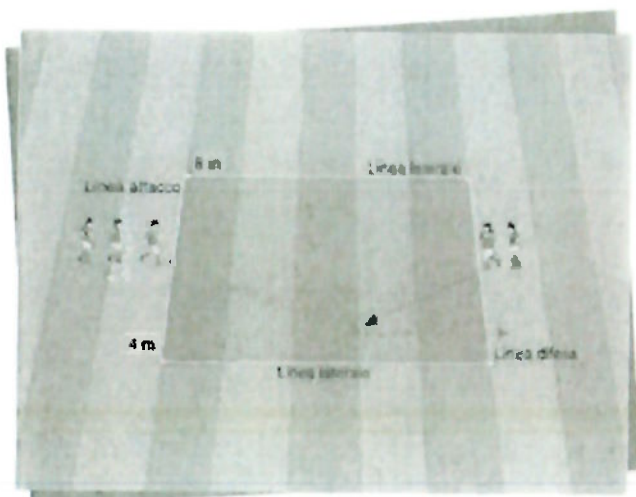 8 m
Linea laterale
Linea attacco
4 m
Linea difesa
Linea laterale